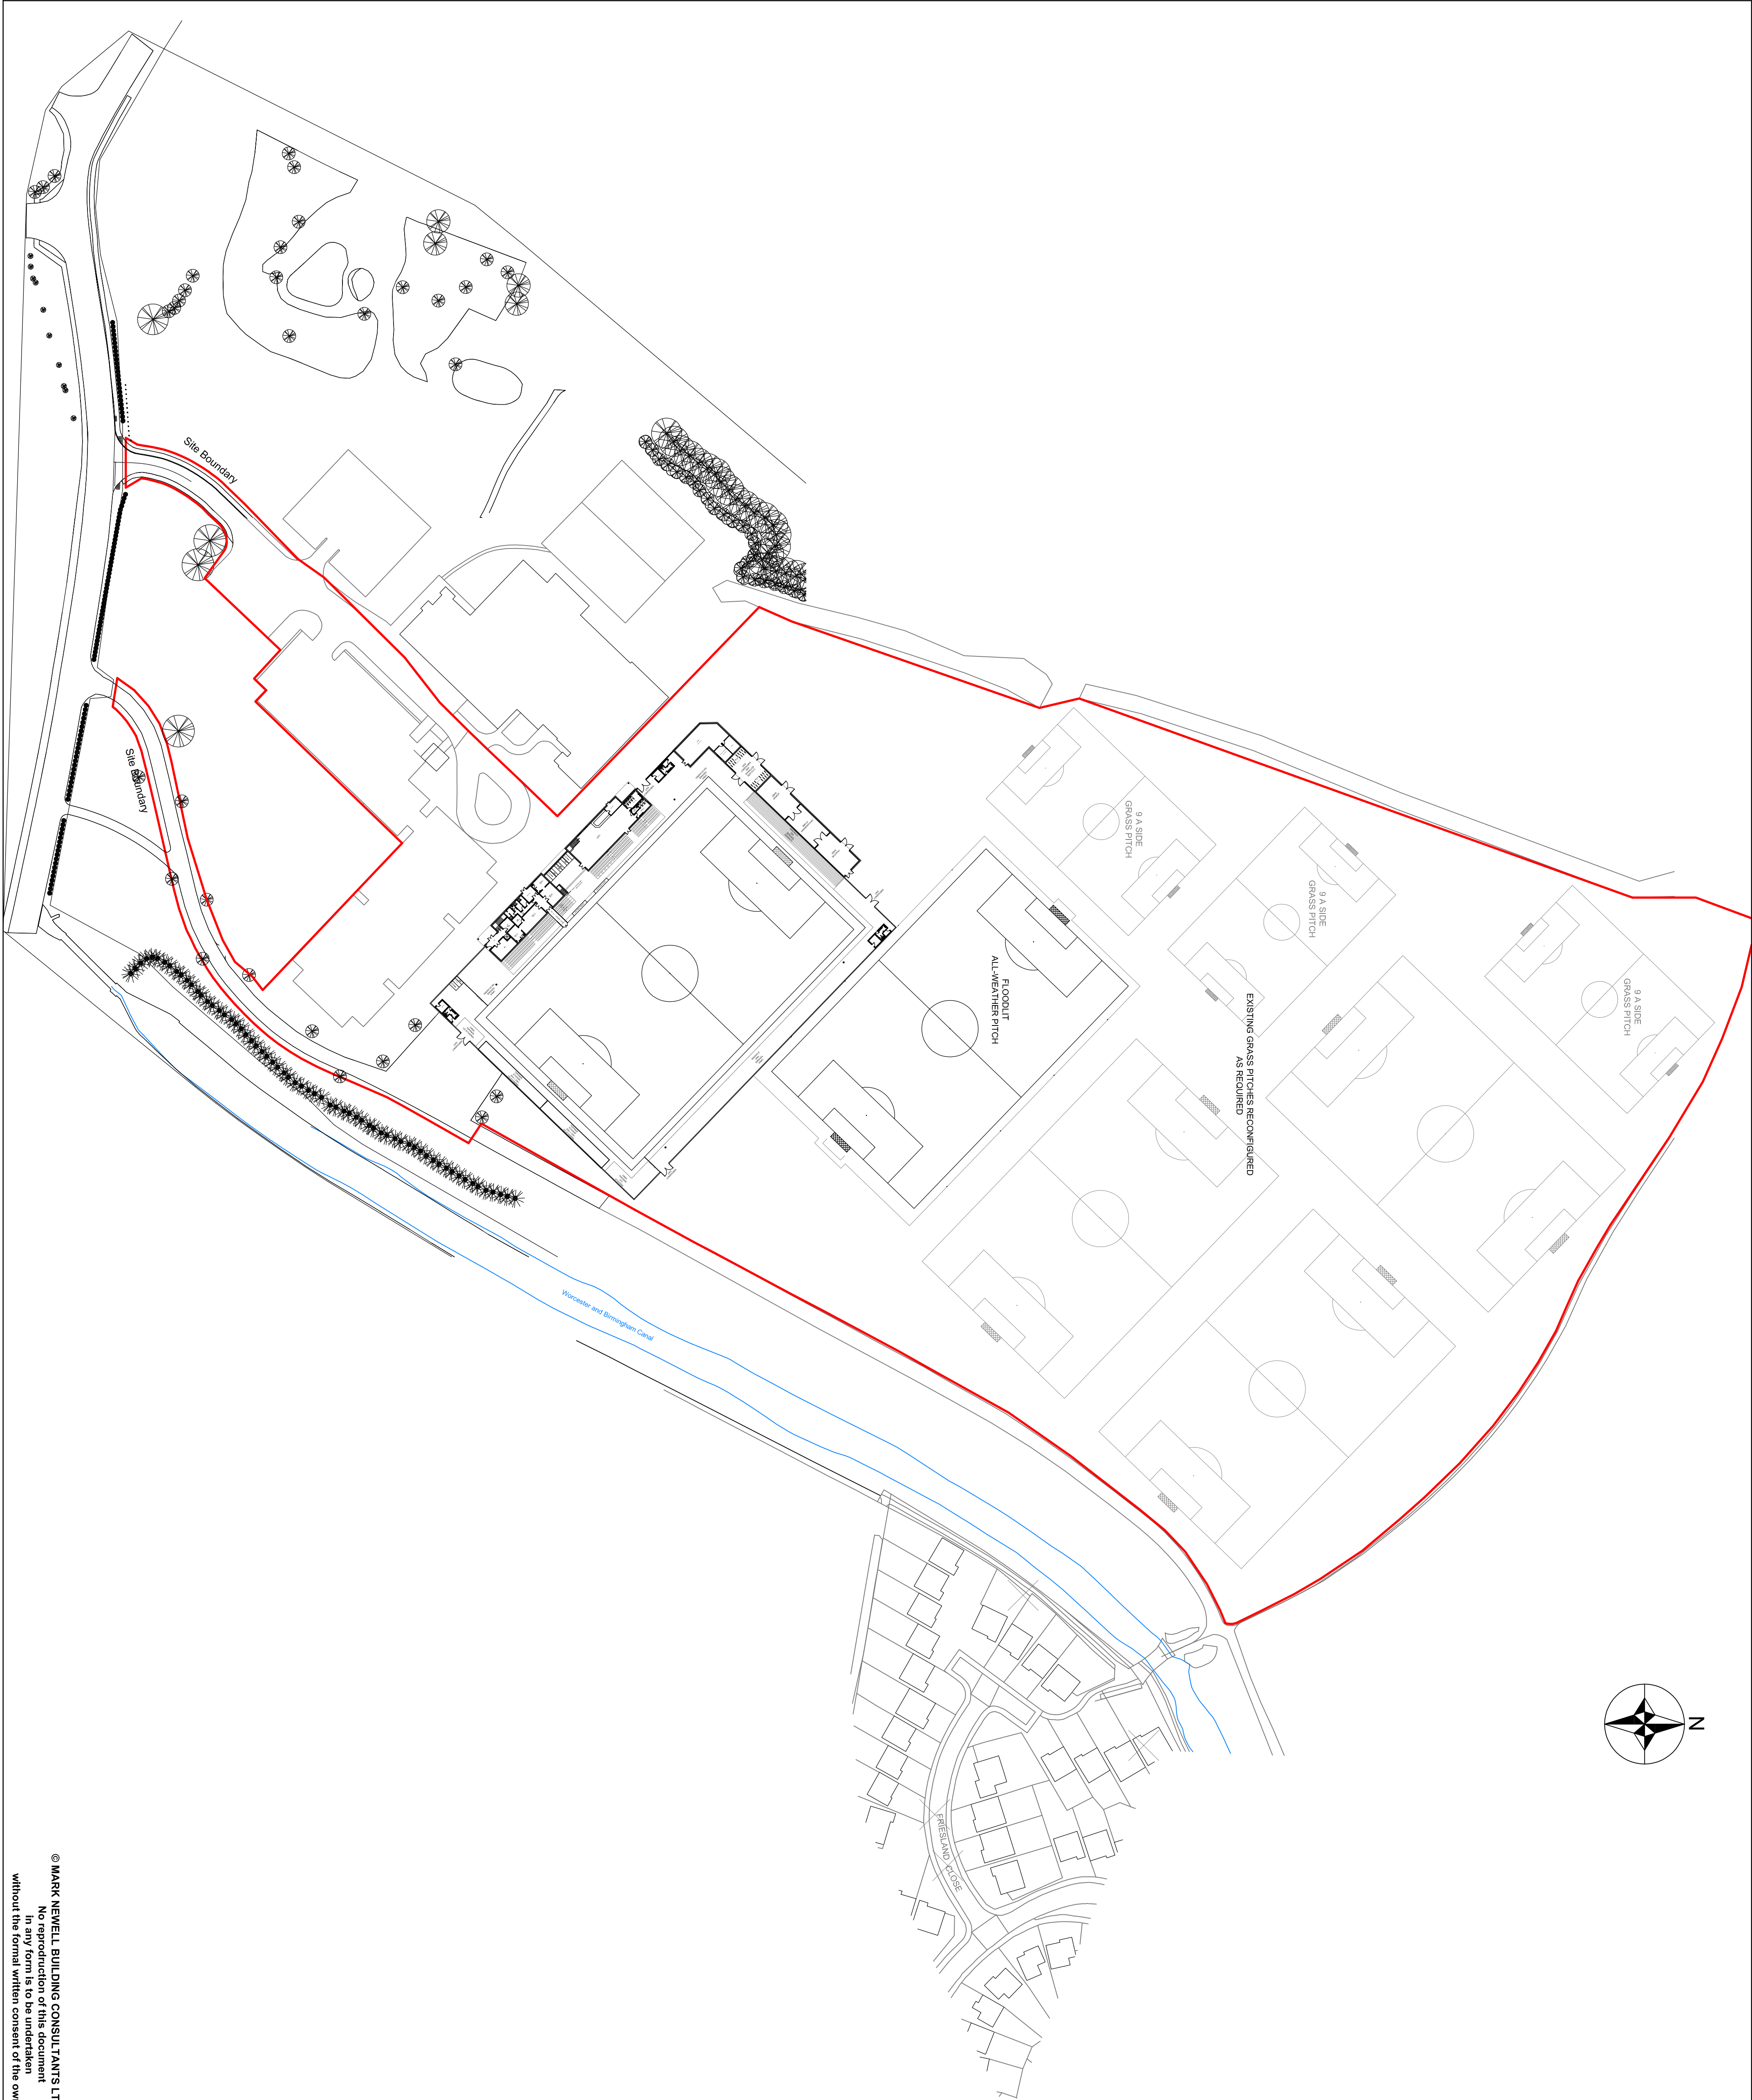 N
9 A SIDE
GRASS PITCH
9 A SIDE
GRASS PITCH
9 A SIDE
GRASS PITCH
EXISTING GRASS PITCHES RECONFIGURED
AS REQUIRED
FLOODLIT
ALL-WEATHER PITCH
Site Boundary
Site Boundary
Worcester and Birmingham Canal
FRIESLAND CLOSE
© MARK NEWELL BUILDING CONSULTANTS LT
No reprodruction of this document
in any form is to be undertaken
without the formal written consent of the ow